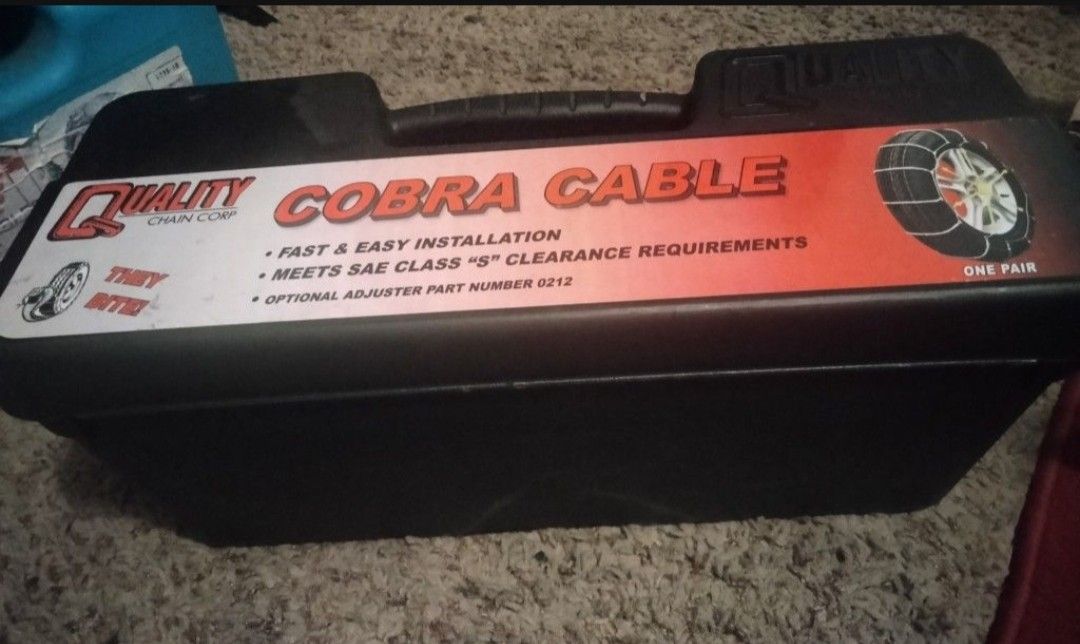 QUALITY
QUALITY
CHAIN CORP
COBRA CABLE
• FAST & EASY INSTALLATION
• MEETS SAE CLASS "S" CLEARANCE REQUIREMENTS
• OPTIONAL ADJUSTER PART NUMBER 0212
THEY
BITE!
ONE PAIR